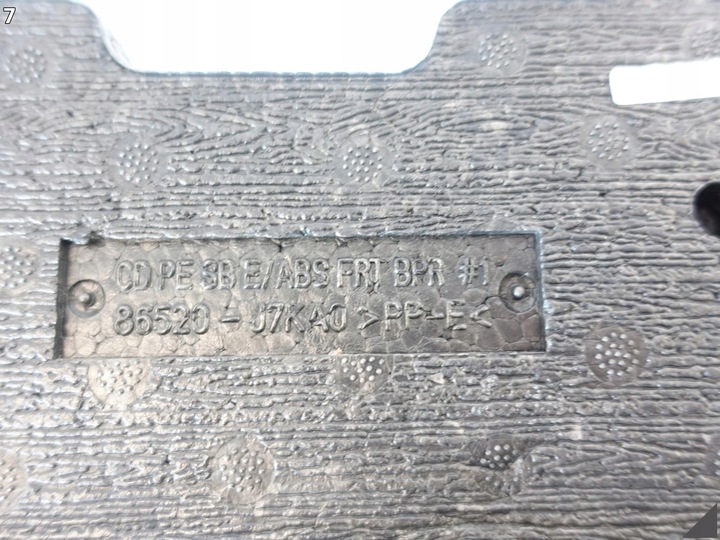 7
CD PE SB E/ABS FRT BPR #1
86520 - J7KA0 >PP-E<